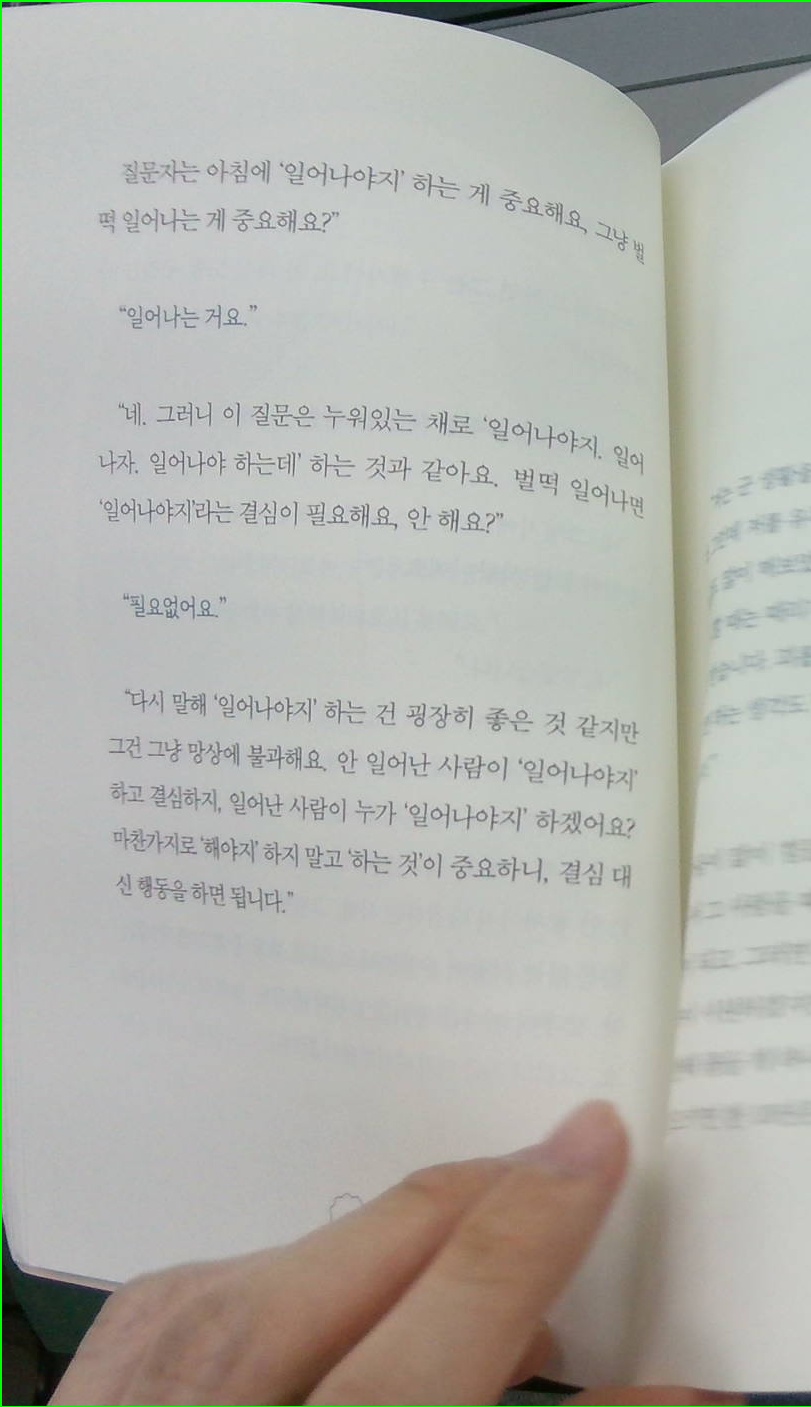 질문자는 아침에 ‘일어나야지’ 하는 게 중요해요, 그냥 벌
떡 일어나는 게 중요해요?”
“일어나는 거요.”
“네. 그러니 이 질문은 누워있는 채로 ‘일어나야지. 일어
나자. 일어나야 하는데’ 하는 것과 같아요. 벌떡 일어나면
‘일어나야지’라는 결심이 필요해요, 안 해요?”
“필요없어요.”
“다시 말해 ‘일어나야지’ 하는 건 굉장히 좋은 것 같지만
그건 그냥 망상에 불과해요. 안 일어난 사람이 ‘일어나야지’
하고 결심하지, 일어난 사람이 누가 ‘일어나야지’ 하겠어요?
마찬가지로 ‘해야지’ 하지 말고 ‘하는 것’이 중요하니, 결심 대
신 행동을 하면 됩니다.”